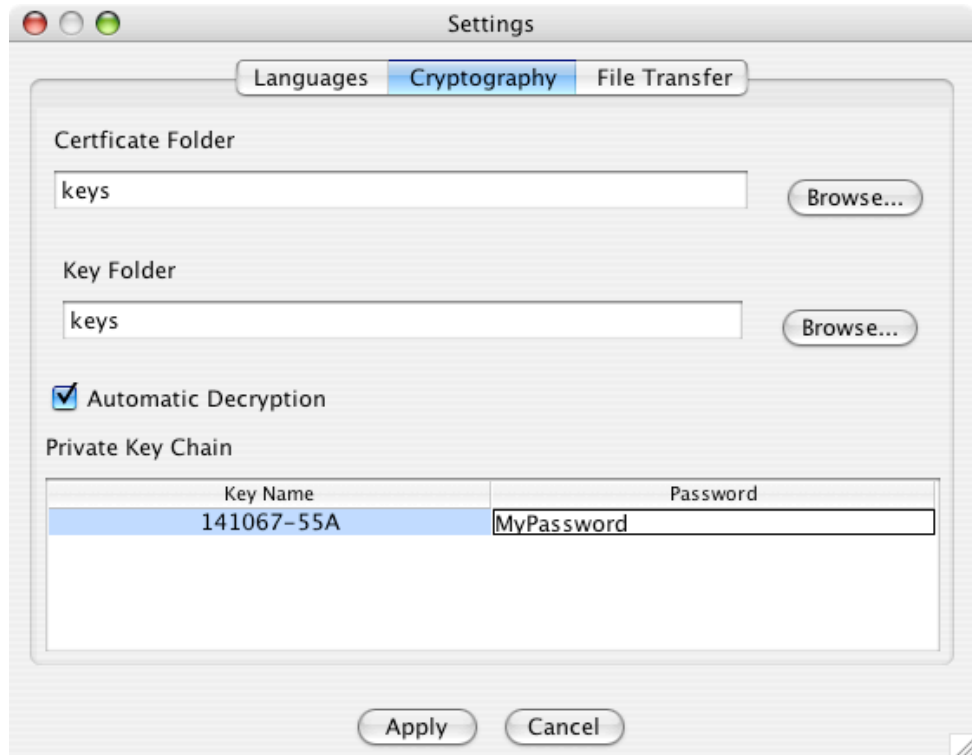 Settings
Languages Cryptography File Transfer
Certficate Folder
keys
Browse...
Key Folder
keys
Browse...
Automatic Decryption
Private Key Chain
Key Name Password
141067-55A MyPassword
Apply Cancel